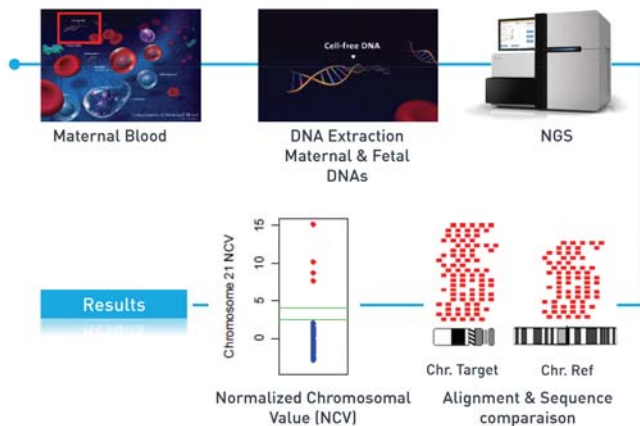 Cell-free DNA
Maternal Blood
DNA Extraction
Maternal & Fetal
DNAs
NGS
Results
Chromosome 21 NCV
15
10
5
0
Normalized Chromosomal
Value (NCV)
Chr. Target
Chr. Ref
Alignment & Sequence
comparaison